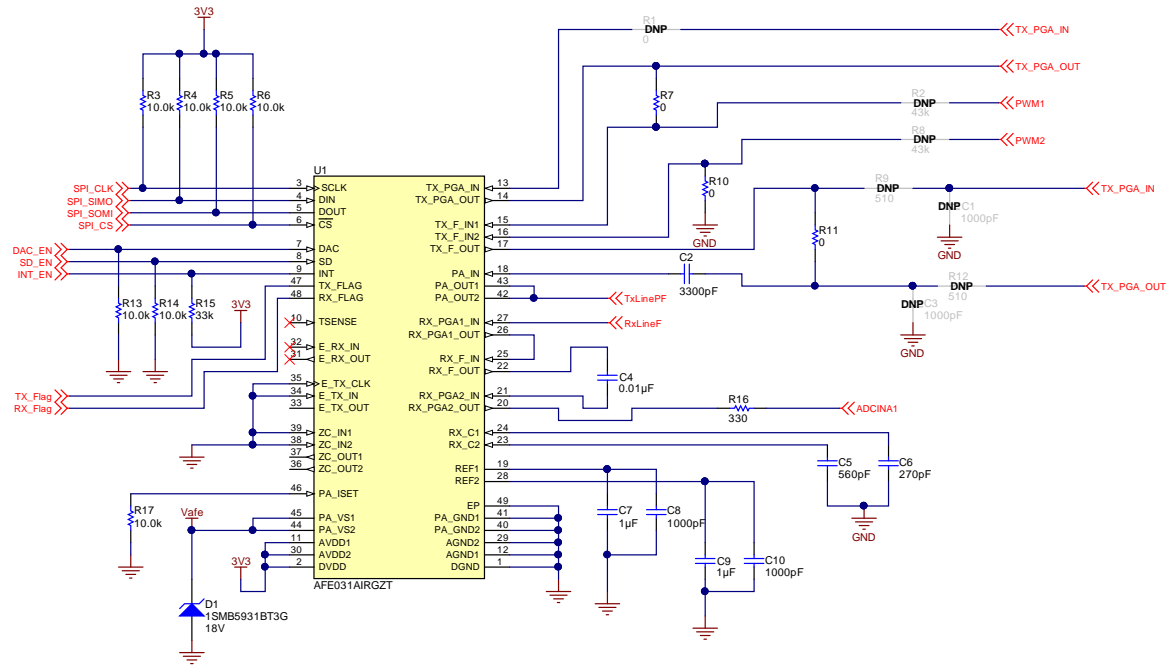 3V3
R1
DNP
0
TX_PGA_IN
TX_PGA_OUT
R3
10.0k
R4
10.0k
R5
10.0k
R6
10.0k
R7
0
R2
DNP
43k
PWM1
R8
DNP
43k
PWM2
U1
SPI_CLK
SPI_SIMO
SPI_SOMI
SPI_CS
3 SCLK
4 DIN
5 DOUT
6 CS
TX_PGA_IN 13
TX_PGA_OUT 14
TX_F_IN1 15
TX_F_IN2 16
TX_F_OUT 17
R10
0
GND
R9
DNP
510
TX_PGA_IN
DNP
C1
1000pF
GND
R11
0
DAC_EN
SD_EN
INT_EN
7 DAC
8 SD
9 INT
47 TX_FLAG
48 RX_FLAG
PA_IN 18
PA_OUT1 43
PA_OUT2 42
C2
3300pF
TxLinePF
R12
DNP
510
TX_PGA_OUT
DNP
C3
1000pF
GND
R13
10.0k
R14
10.0k
R15
33k
3V3
10 TSENSE
32 E_RX_IN
31 E_RX_OUT
RX_PGA1_IN 27
RX_PGA1_OUT 26
RxLineF
RX_F_IN 25
RX_F_OUT 22
C4
0.01µF
TX_Flag
RX_Flag
35 E_TX_CLK
34 E_TX_IN
33 E_TX_OUT
RX_PGA2_IN 21
RX_PGA2_OUT 20
R16
330
ADCINA1
39 ZC_IN1
38 ZC_IN2
37 ZC_OUT1
36 ZC_OUT2
RX_C1 24
RX_C2 23
C5
560pF
C6
270pF
GND
REF1 19
REF2 28
46 PA_ISET
R17
10.0k
Vafe
45 PA_VS1
44 PA_VS2
11 AVDD1
30 AVDD2
2 DVDD
3V3
EP 49
PA_GND1 41
PA_GND2 40
AGND2 29
AGND1 12
DGND 1
C7
1µF
C8
1000pF
C9
1µF
C10
1000pF
AFE031AIRGZT
D1
1SMB5931BT3G
18V